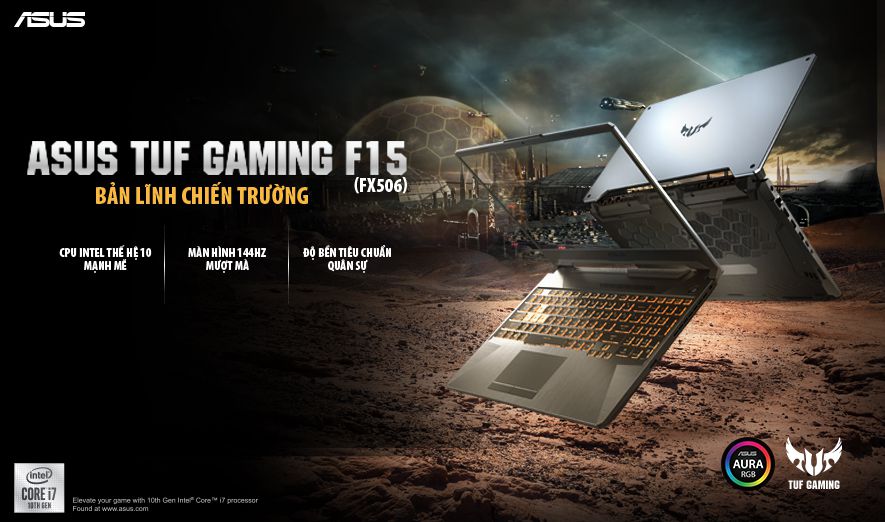 ASUS
ASUS TUF GAMING F15
(FX506)
BẢN LĨNH CHIẾN TRƯỜNG
CPU INTEL THẾ HỆ 10
MẠNH MẼ
MÀN HÌNH 144HZ
MƯỢT MÀ
ĐỘ BỀN TIÊU CHUẨN
QUÂN SỰ
TUF
intel
CORE i7
10TH GEN
Elevate your game with 10th Gen Intel® Core™ i7 processor
Found at www.asus.com
ASUS
AURA
RGB
TUF GAMING